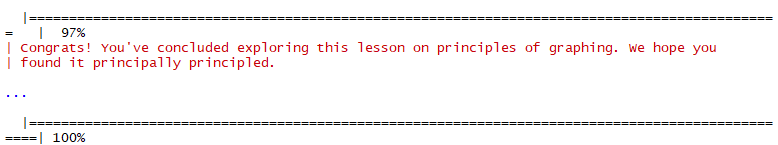 |==============================================================================================
=   |  97%
| Congrats! You've concluded exploring this lesson on principles of graphing. We hope you
| found it principally principled.
...
|==============================================================================================
====| 100%